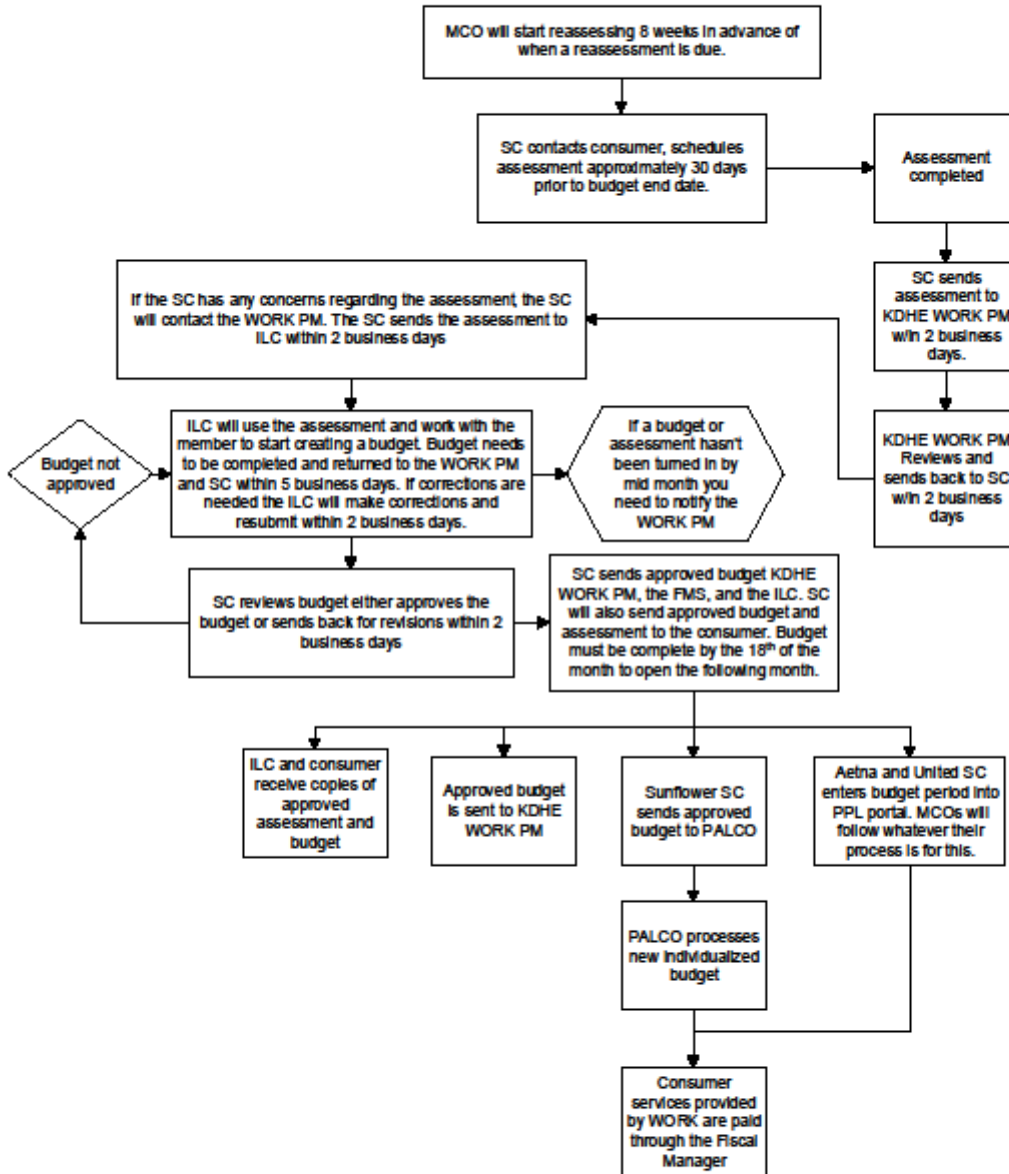 MCO will start reassessing 8 weeks in advance of
when a reassessment is due.
SC contacts consumer, schedules
assessment approximately 30 days
prior to budget end date.
Assessment
completed
SC sends
assessment to
KDHE WORK PM
w/in 2 business
days.
KDHE WORK PM
Reviews and
sends back to SC
w/in 2 business
days
If the SC has any concerns regarding the assessment, the SC
will contact the WORK PM. The SC sends the assessment to
ILC within 2 business days
Budget not
approved
ILC will use the assessment and work with the
member to start creating a budget. Budget needs
to be completed and returned to the WORK PM
and SC within 5 business days. If corrections are
needed the ILC will make corrections and
resubmit within 2 business days.
If a budget or
assessment hasn't
been turned in by
mid month you
need to notify the
WORK PM
SC reviews budget either approves the
budget or sends back for revisions within 2
business days
SC sends approved budget KDHE
WORK PM, the FMS, and the ILC. SC
will also send approved budget and
assessment to the consumer. Budget
must be complete by the 18th of the
month to open the following month.
ILC and consumer
receive copies of
approved
assessment and
budget
Approved budget
is sent to KDHE
WORK PM
Sunflower SC
sends approved
budget to PALCO
Aetna and United SC
enters budget period into
PPL portal. MCOs will
follow whatever their
process is for this.
PALCO processes
new individualized
budget
Consumer
services provided
by WORK are paid
through the Fiscal
Manager